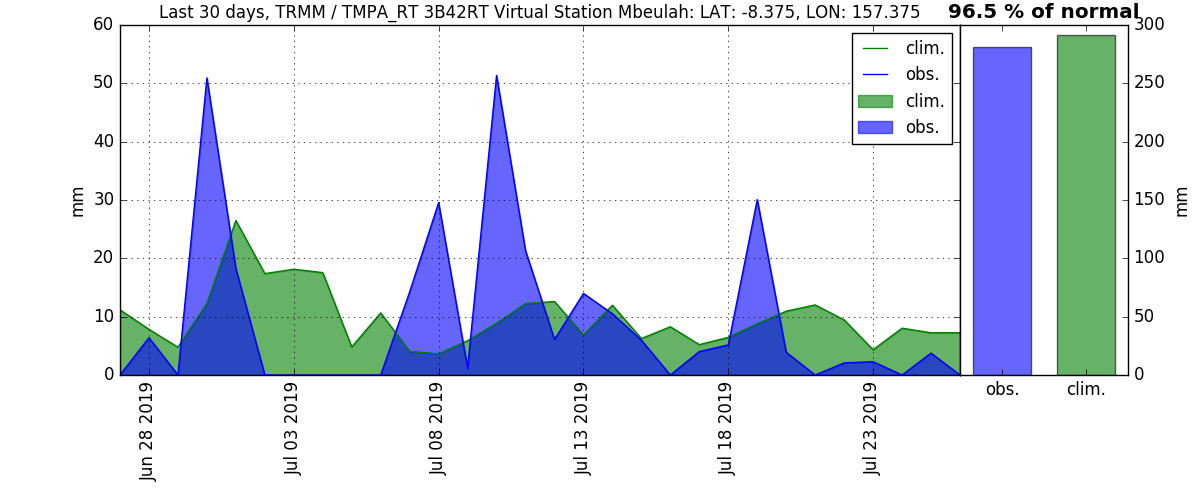 Last 30 days, TRMM / TMPA_RT 3B42RT Virtual Station Mbeulah: LAT: -8.375, LON: 157.375
96.5 % of normal
60
50
40
30
20
10
0
mm
clim.
obs.
clim.
obs.
Jun 28 2019
Jul 03 2019
Jul 08 2019
Jul 13 2019
Jul 18 2019
Jul 23 2019
300
250
200
150
100
50
0
mm
obs.
clim.